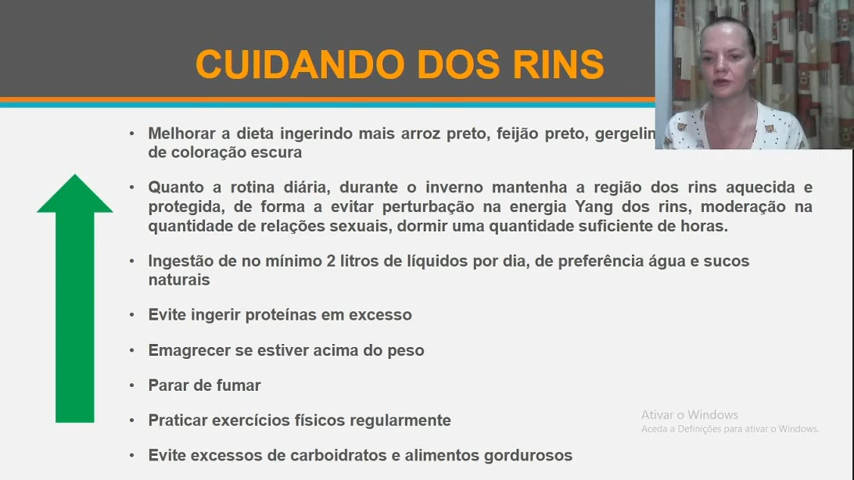 CUIDANDO DOS RINS
• Melhorar a dieta ingerindo mais arroz preto, feijão preto,
de coloração escura
• Quanto a rotina diária, durante o inverno mantenha a região dos rins aquecida e
protegida, de forma a evitar perturbação na energia Yang dos rins, moderação na
quantidade de relações sexuais, dormir uma quantidade suficiente de horas.
• Ingestão de no mínimo 2 litros de líquidos por dia, de preferência água e sucos
naturais
• Evite ingerir proteínas em excesso
• Emagrecer se estiver acima do peso
• Parar de fumar
• Praticar exercícios físicos regularmente
• Evite excessos de carboidratos e alimentos gordurosos
Ativar o Windows
Aceda a Definições para ativar o Windows.